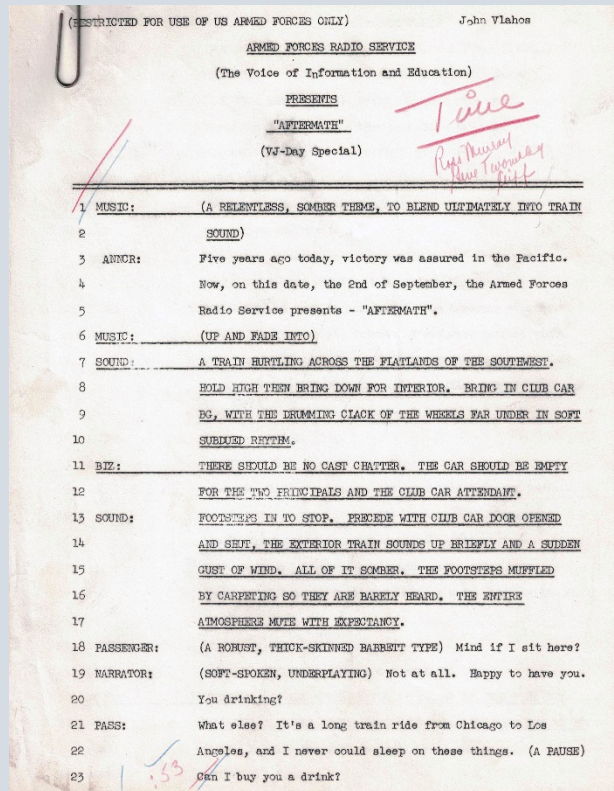 (RESTRICTED FOR USE OF US ARMED FORCES ONLY) John Vlahos
ARMED FORCES RADIO SERVICE
(The Voice of Information and Education)
PRESENTS
"AFTERMATH"
(VJ-Day Special)
Time
Ross Murray
1 MUSIC: (A RELENTLESS, SOMBER THEME, TO BLEND ULTIMATELY INTO TRAIN
2 SOUND)
3 ANNCR: Five years ago today, victory was assured in the Pacific.
4 Now, on this date, the 2nd of September, the Armed Forces
5 Radio Service presents - "AFTERMATH".
6 MUSIC: (UP AND FADE INTO)
7 SOUND: A TRAIN HURTLING ACROSS THE FLATLANDS OF THE SOUTHWEST.
8 HOLD HIGH THEN BRING DOWN FOR INTERIOR. BRING IN CLUB CAR
9 BG, WITH THE DRUMMING CLACK OF THE WHEELS FAR UNDER IN SOFT
10 SUBDUED RHYTHM.
11 BIZ: THERE SHOULD BE NO CAST CHATTER. THE CAR SHOULD BE EMPTY
12 FOR THE TWO PRINCIPALS AND THE CLUB CAR ATTENDANT.
13 SOUND: FOOTSTEPS IN TO STOP. PRECEDE WITH CLUB CAR DOOR OPENED
14 AND SHUT, THE EXTERIOR TRAIN SOUNDS UP BRIEFLY AND A SUDDEN
15 GUST OF WIND. ALL OF IT SOMBER. THE FOOTSTEPS MUFFLED
16 BY CARPETING SO THEY ARE BARELY HEARD. THE ENTIRE
17 ATMOSPHERE MUTE WITH EXPECTANCY.
18 PASSENGER: (A ROBUST, THICK-SKINNED BABBETT TYPE) Mind if I sit here?
19 NARRATOR: (SOFT-SPOKEN, UNDERPLAYING) Not at all. Happy to have you.
20 You drinking?
21 PASS: What else? It's a long train ride from Chicago to Los
22 Angeles, and I never could sleep on these things. (A PAUSE)
23 :53 Can I buy you a drink?